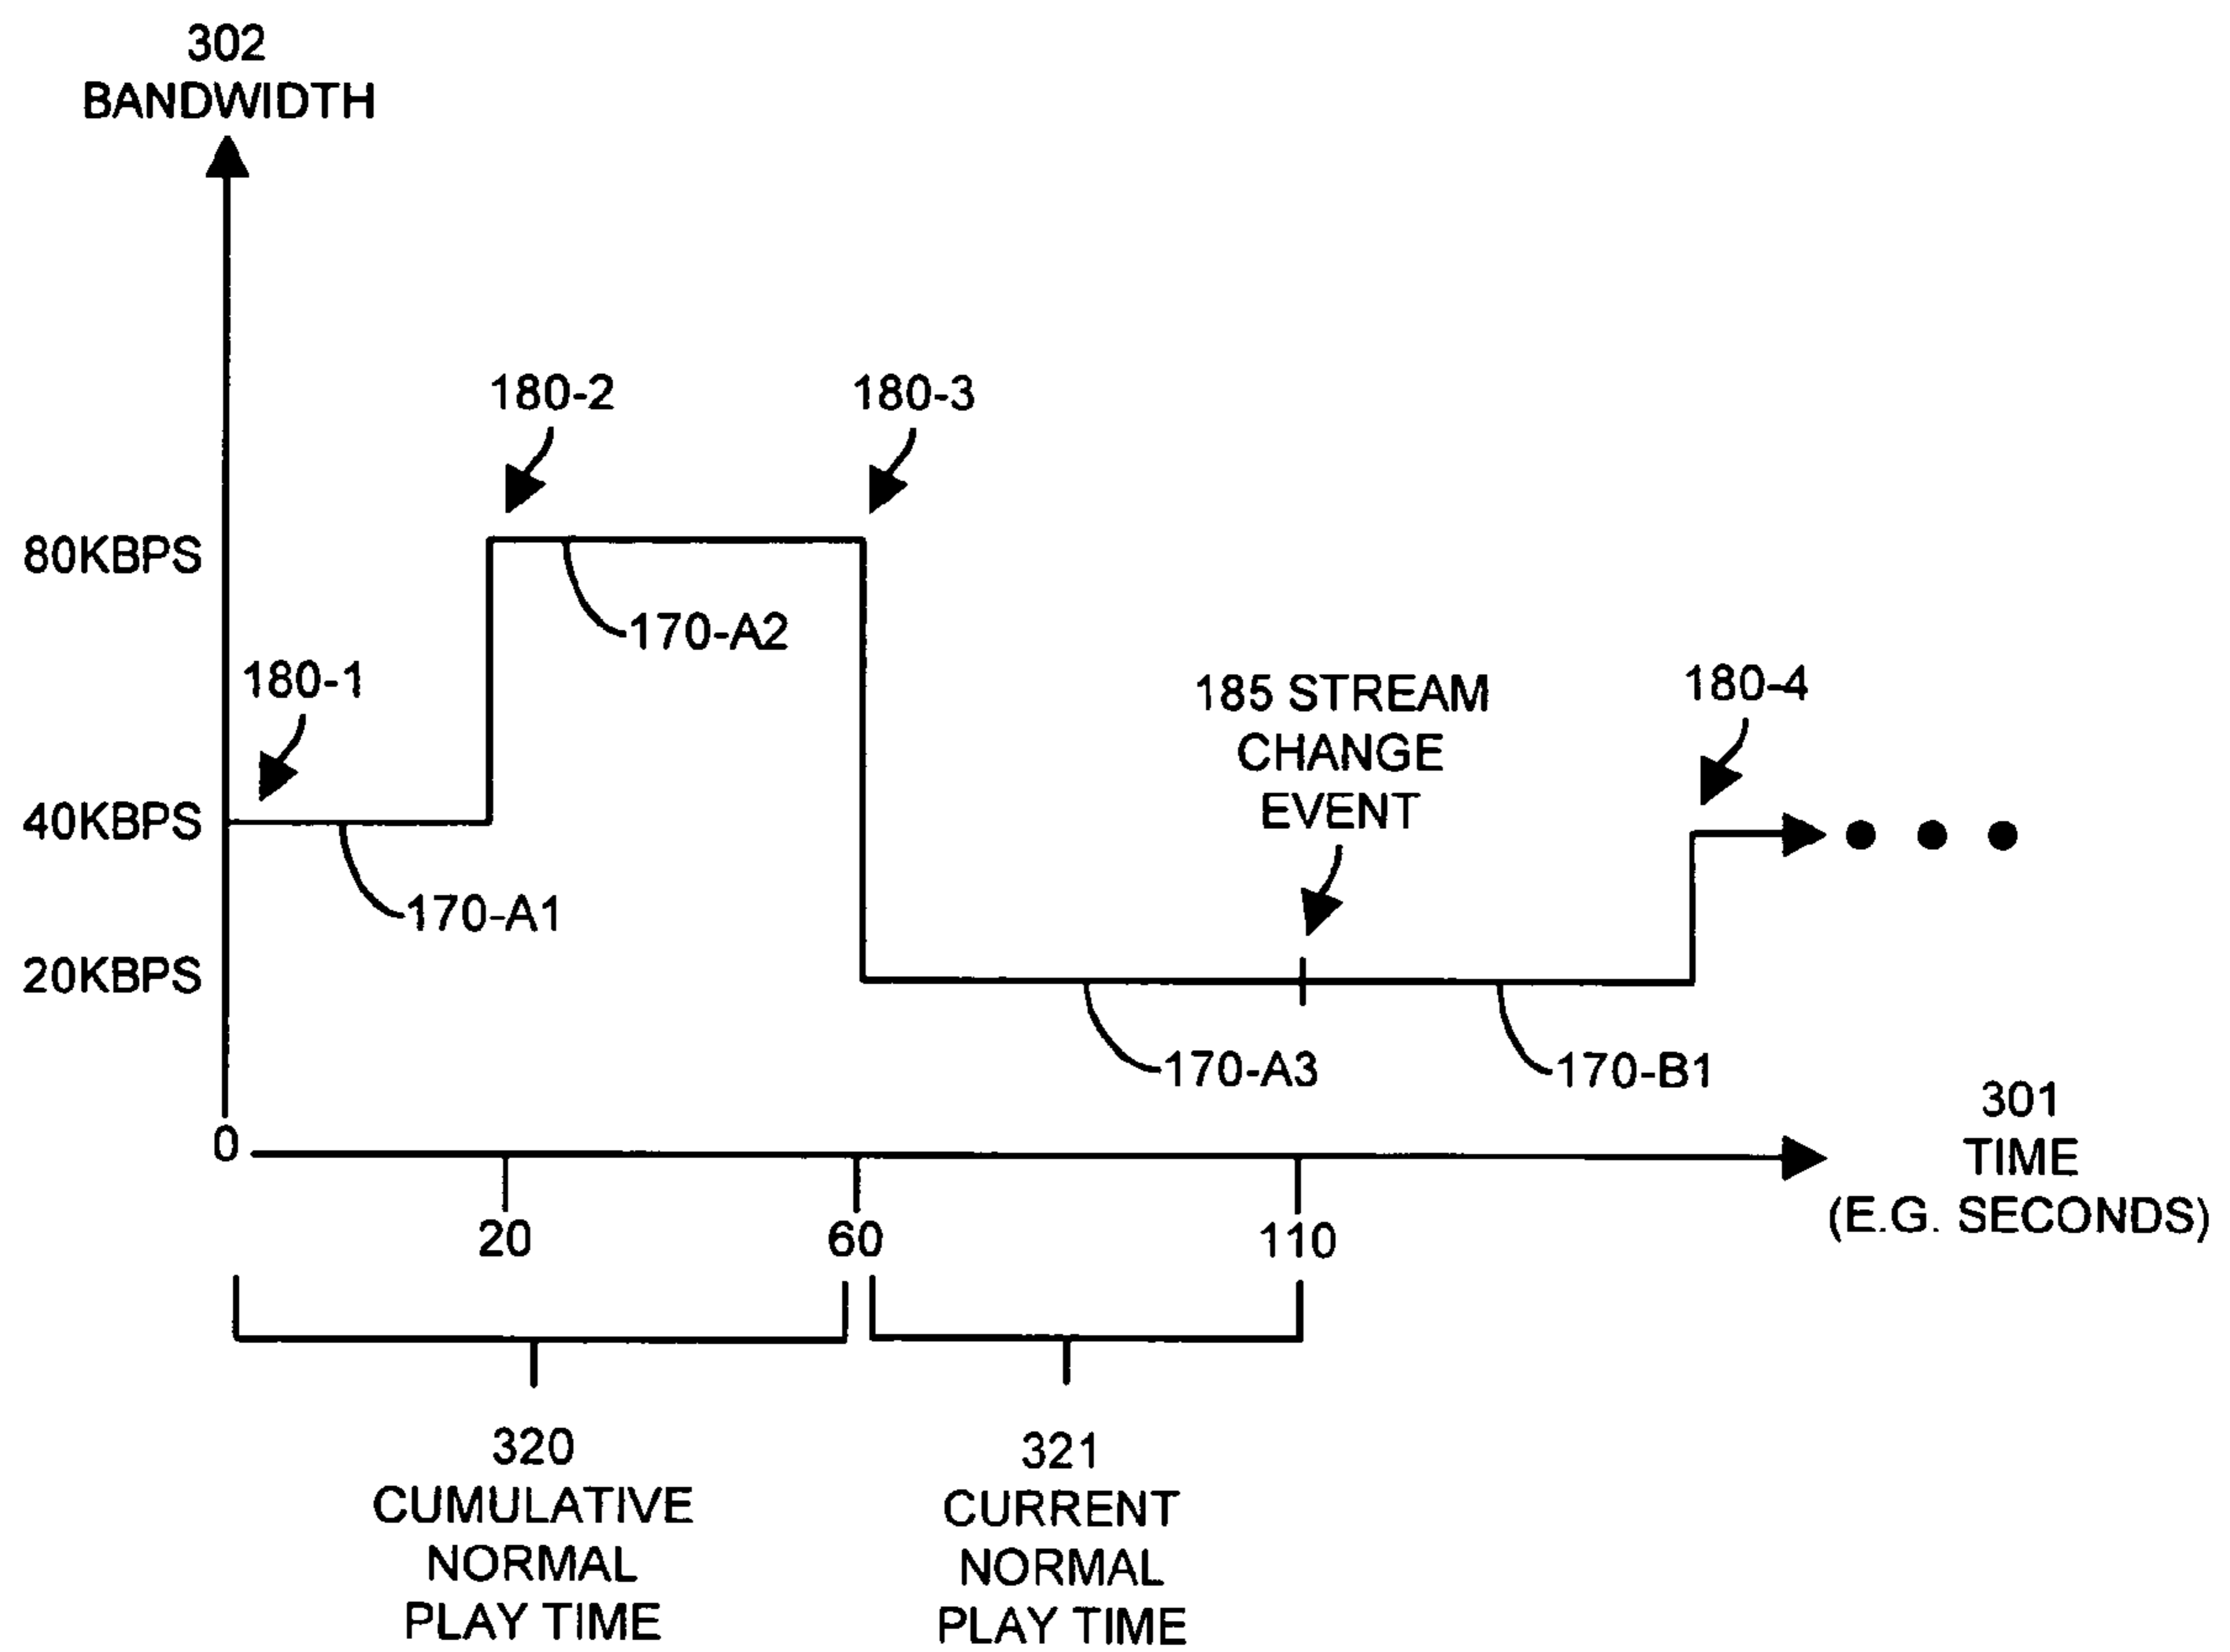 302
BANDWIDTH
180-2
180-3
80KBPS
170-A2
180-1
185 STREAM
CHANGE
EVENT
180-4
40KBPS
170-A1
20KBPS
170-A3
170-B1
301
TIME
(E.G. SECONDS)
0
20
60
110
320
CUMULATIVE
NORMAL
PLAY TIME
321
CURRENT
NORMAL
PLAY TIME